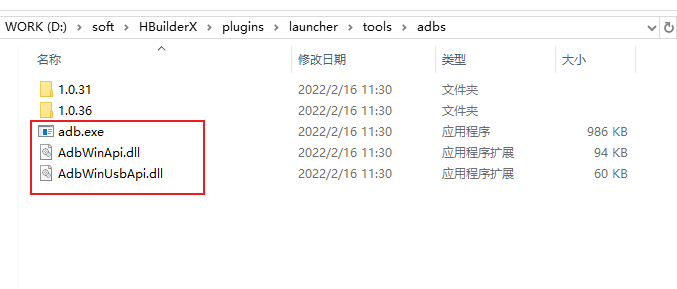 WORK (D:) > soft > HBuilderX > plugins > launcher > tools > adbs
名称 修改日期 类型 大小
1.0.31 2022/2/16 11:30 文件夹
1.0.36 2022/2/16 11:30 文件夹
adb.exe 2022/2/16 11:30 应用程序 986 KB
AdbWinApi.dll 2022/2/16 11:30 应用程序扩展 94 KB
AdbWinUsbApi.dll 2022/2/16 11:30 应用程序扩展 60 KB